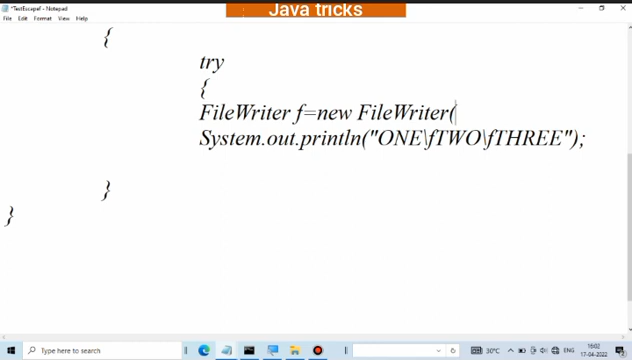 Java tricks
*TestEscapef - Notepad
File Edit Format View Help
{
try
{
FileWriter f=new FileWriter(
System.out.println("ONE\fTWO\fTHREE");
}
}
Type here to search
30°C
ENG
16:02
17-04-2022